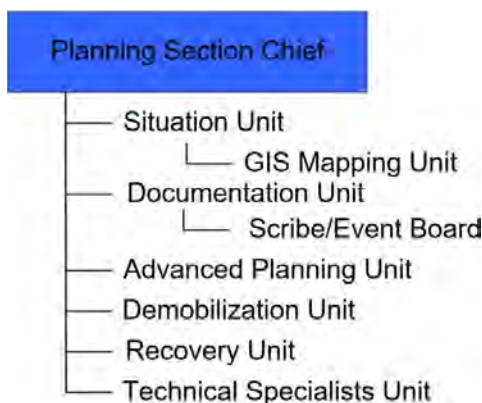 Planning Section Chief
Situation Unit
GIS Mapping Unit
Documentation Unit
Scribe/Event Board
Advanced Planning Unit
Demobilization Unit
Recovery Unit
Technical Specialists Unit